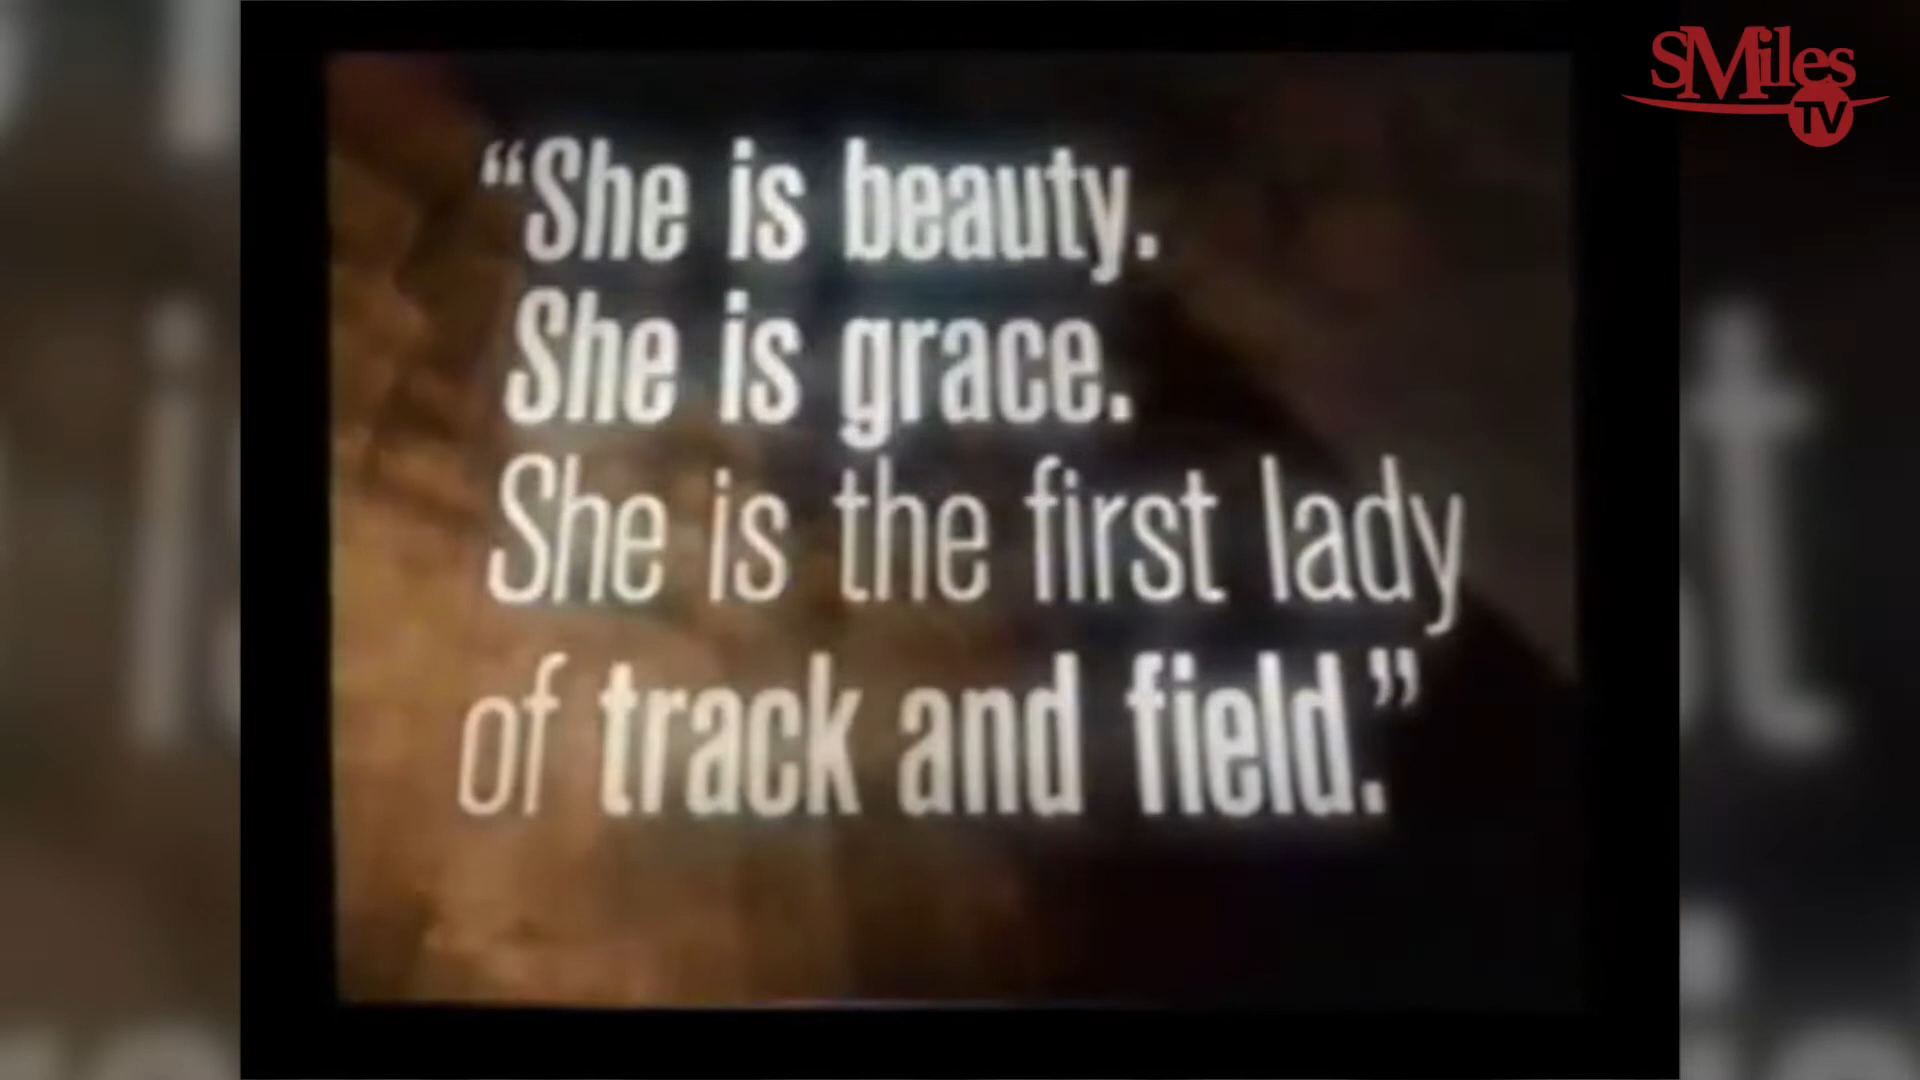 SMiles
TV
“She is beauty.
She is grace.
She is the first lady
of track and field.”